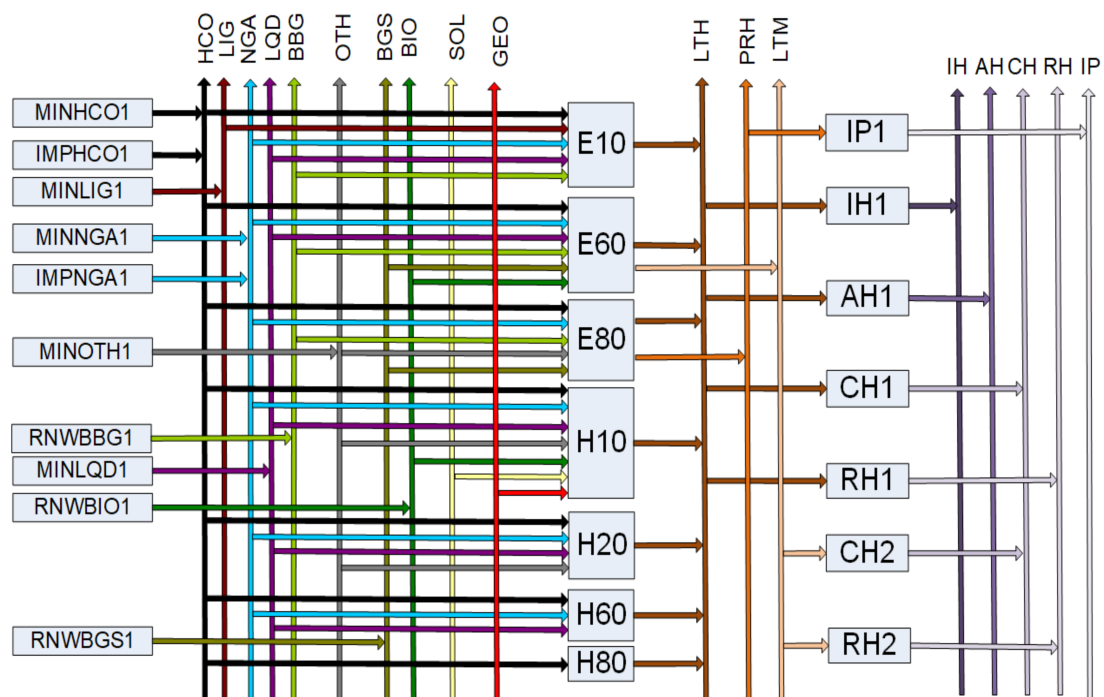 HCO
LIG
NGA
LQD
BBG
OTH
BGS
BIO
SOL
GEO
LTH
PRH
LTM
IH AH CH RH IP
MINHCO1
IMPHCO1
MINLIG1
MINNGA1
IMPNGA1
MINOTH1
RNWBBG1
MINLQD1
RNWBIO1
RNWBGS1
E10
E60
E80
H10
H20
H60
H80
IP1
IH1
AH1
CH1
RH1
CH2
RH2